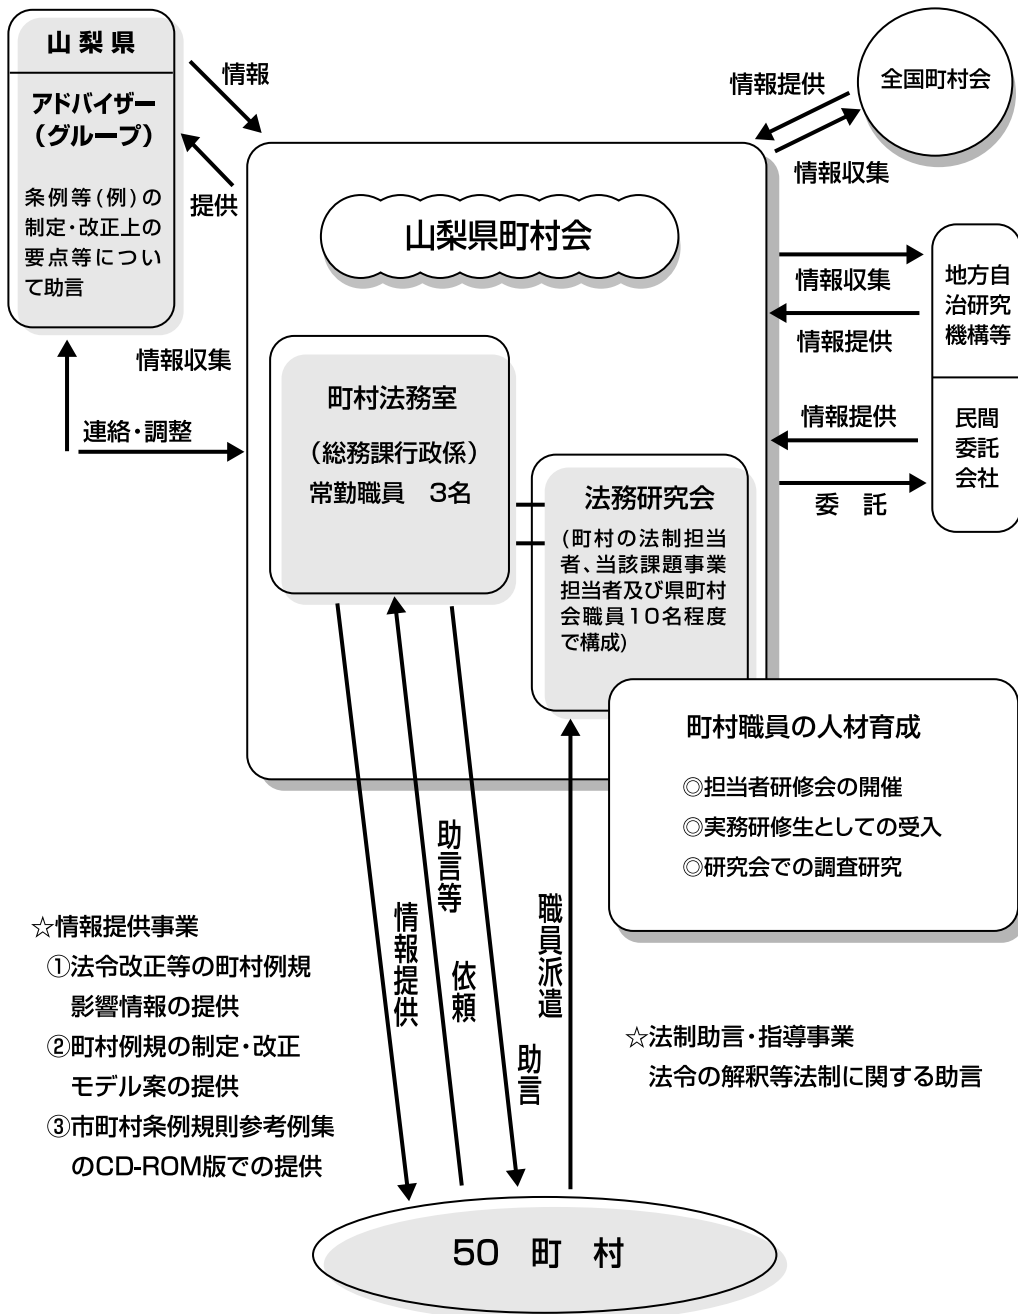 山梨県
アドバイザー
（グループ）
条例等(例)の
制定・改正上の
要点等につい
て助言
情報
提供
情報提供
全国町村会
情報収集
山梨県町村会
情報収集
情報提供
地方自
治研究
機構等
情報収集
連絡・調整
町村法務室
（総務課行政係）
常勤職員　3名
情報提供
委　託
民間
委託
会社
法務研究会
(町村の法制担当
者、当該課題事業
担当者及び県町村
会職員10名程度
で構成)
町村職員の人材育成
◎担当者研修会の開催
◎実務研修生としての受入
◎研究会での調査研究
情報提供
助言等　依頼
助言
職員派遣
☆情報提供事業
①法令改正等の町村例規
影響情報の提供
②町村例規の制定・改正
モデル案の提供
③市町村条例規則参考例集
のCD-ROM版での提供
☆法制助言・指導事業
法令の解釈等法制に関する助言
50　町　村